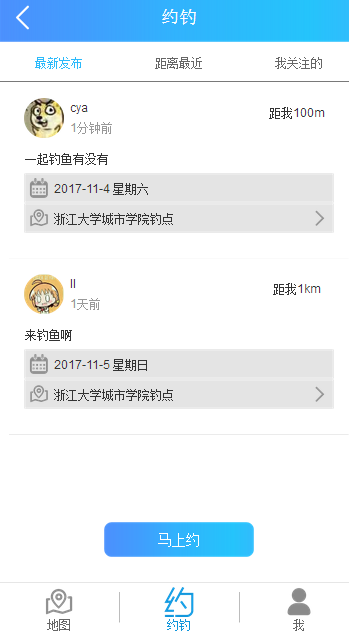 约钓
最新发布 距离最近 我关注的
cya 距我100m
1分钟前
一起钓鱼有没有
2017-11-4 星期六
浙江大学城市学院钓点
ll 距我1km
1天前
来钓鱼啊
2017-11-5 星期日
浙江大学城市学院钓点
马上约
约
地图 约钓 我